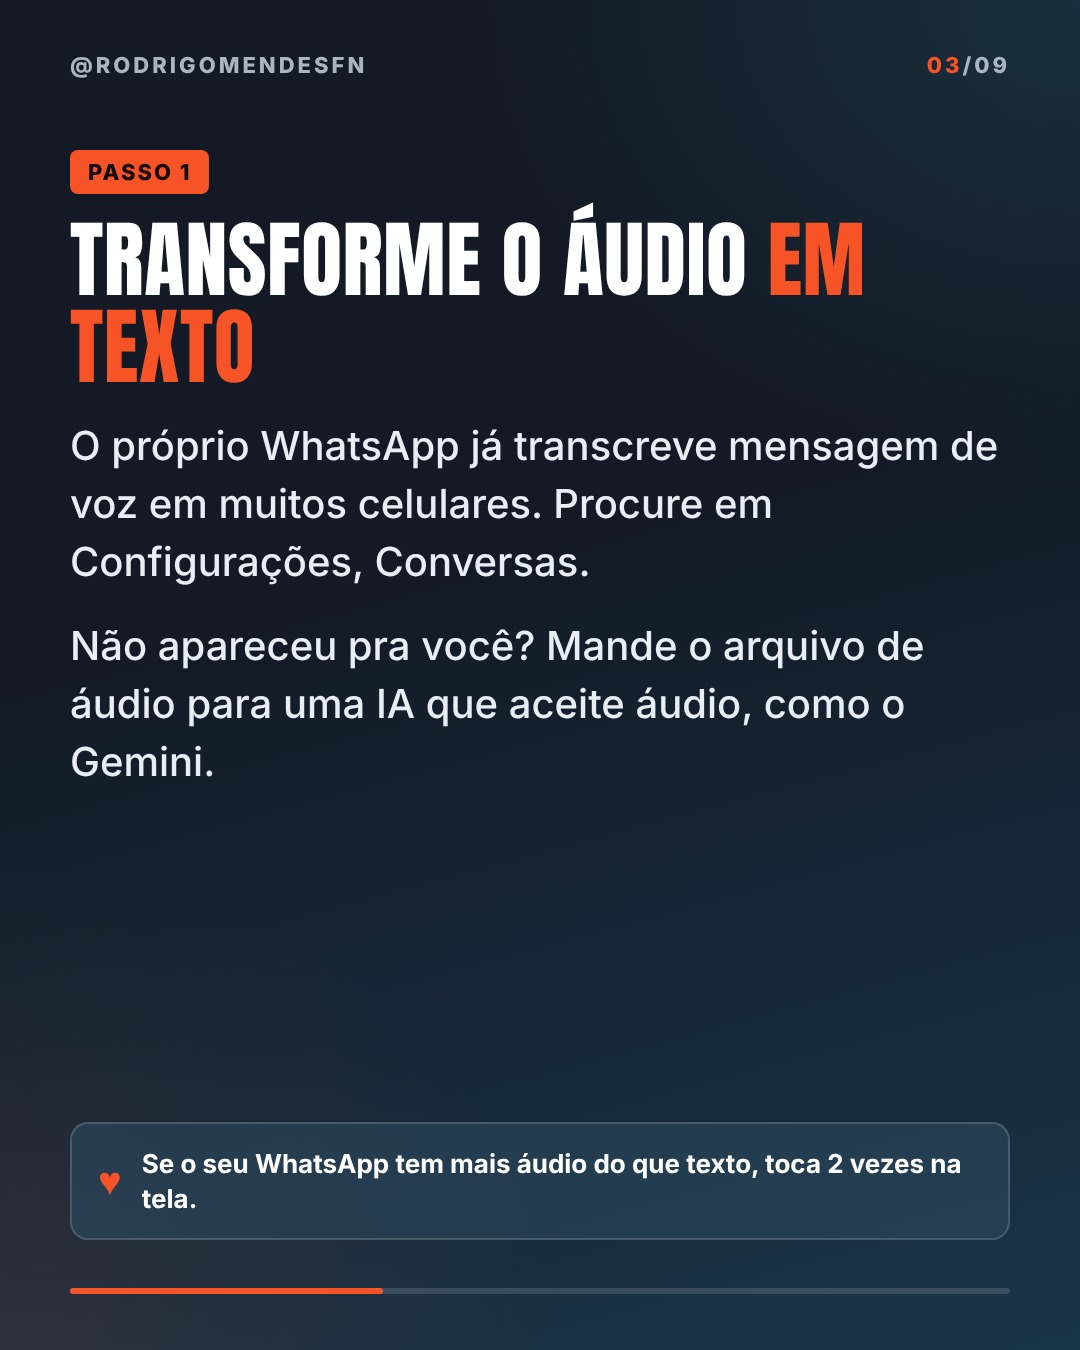 @RODRIGOMENDESFN
03/09
PASSO 1
TRANSFORME O ÁUDIO EM
TEXTO
O próprio WhatsApp já transcreve mensagem de
voz em muitos celulares. Procure em
Configurações, Conversas.
Não apareceu pra você? Mande o arquivo de
áudio para uma IA que aceite áudio, como o
Gemini.
♥ Se o seu WhatsApp tem mais áudio do que texto, toca 2 vezes na
tela.